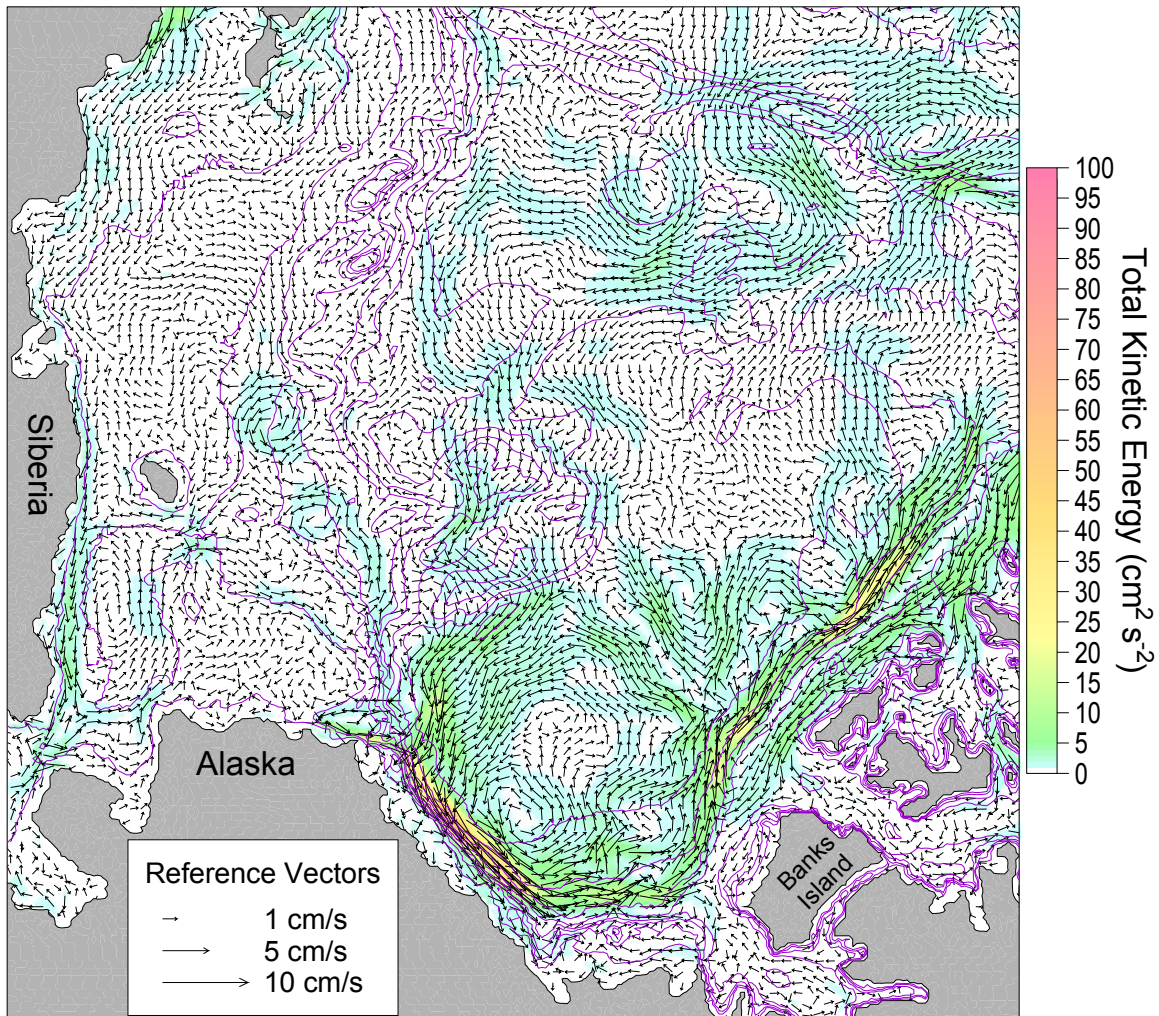 Siberia
Alaska
Banks
Island
Reference Vectors
1 cm/s
5 cm/s
10 cm/s
100
95
90
85
80
75
70
65
60
55
50
45
40
35
30
25
20
15
10
5
0
Total Kinetic Energy (cm² s⁻²)